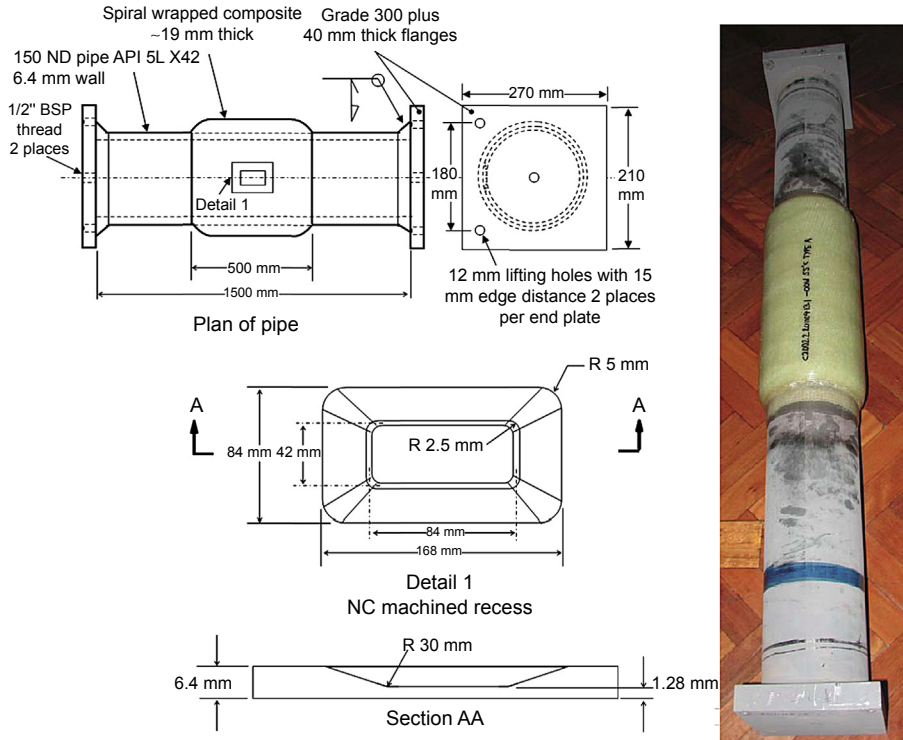 Spiral wrapped composite
~19 mm thick
Grade 300 plus
40 mm thick flanges
150 ND pipe API 5L X42
6.4 mm wall
1/2" BSP
thread
2 places
270 mm
180
mm
210
mm
Detail 1
500 mm
1500 mm
12 mm lifting holes with 15
mm edge distance 2 places
per end plate
Plan of pipe
R 5 mm
A
A
R 2.5 mm
84 mm
42 mm
84 mm
168 mm
Detail 1
NC machined recess
R 30 mm
6.4 mm
1.28 mm
Section AA